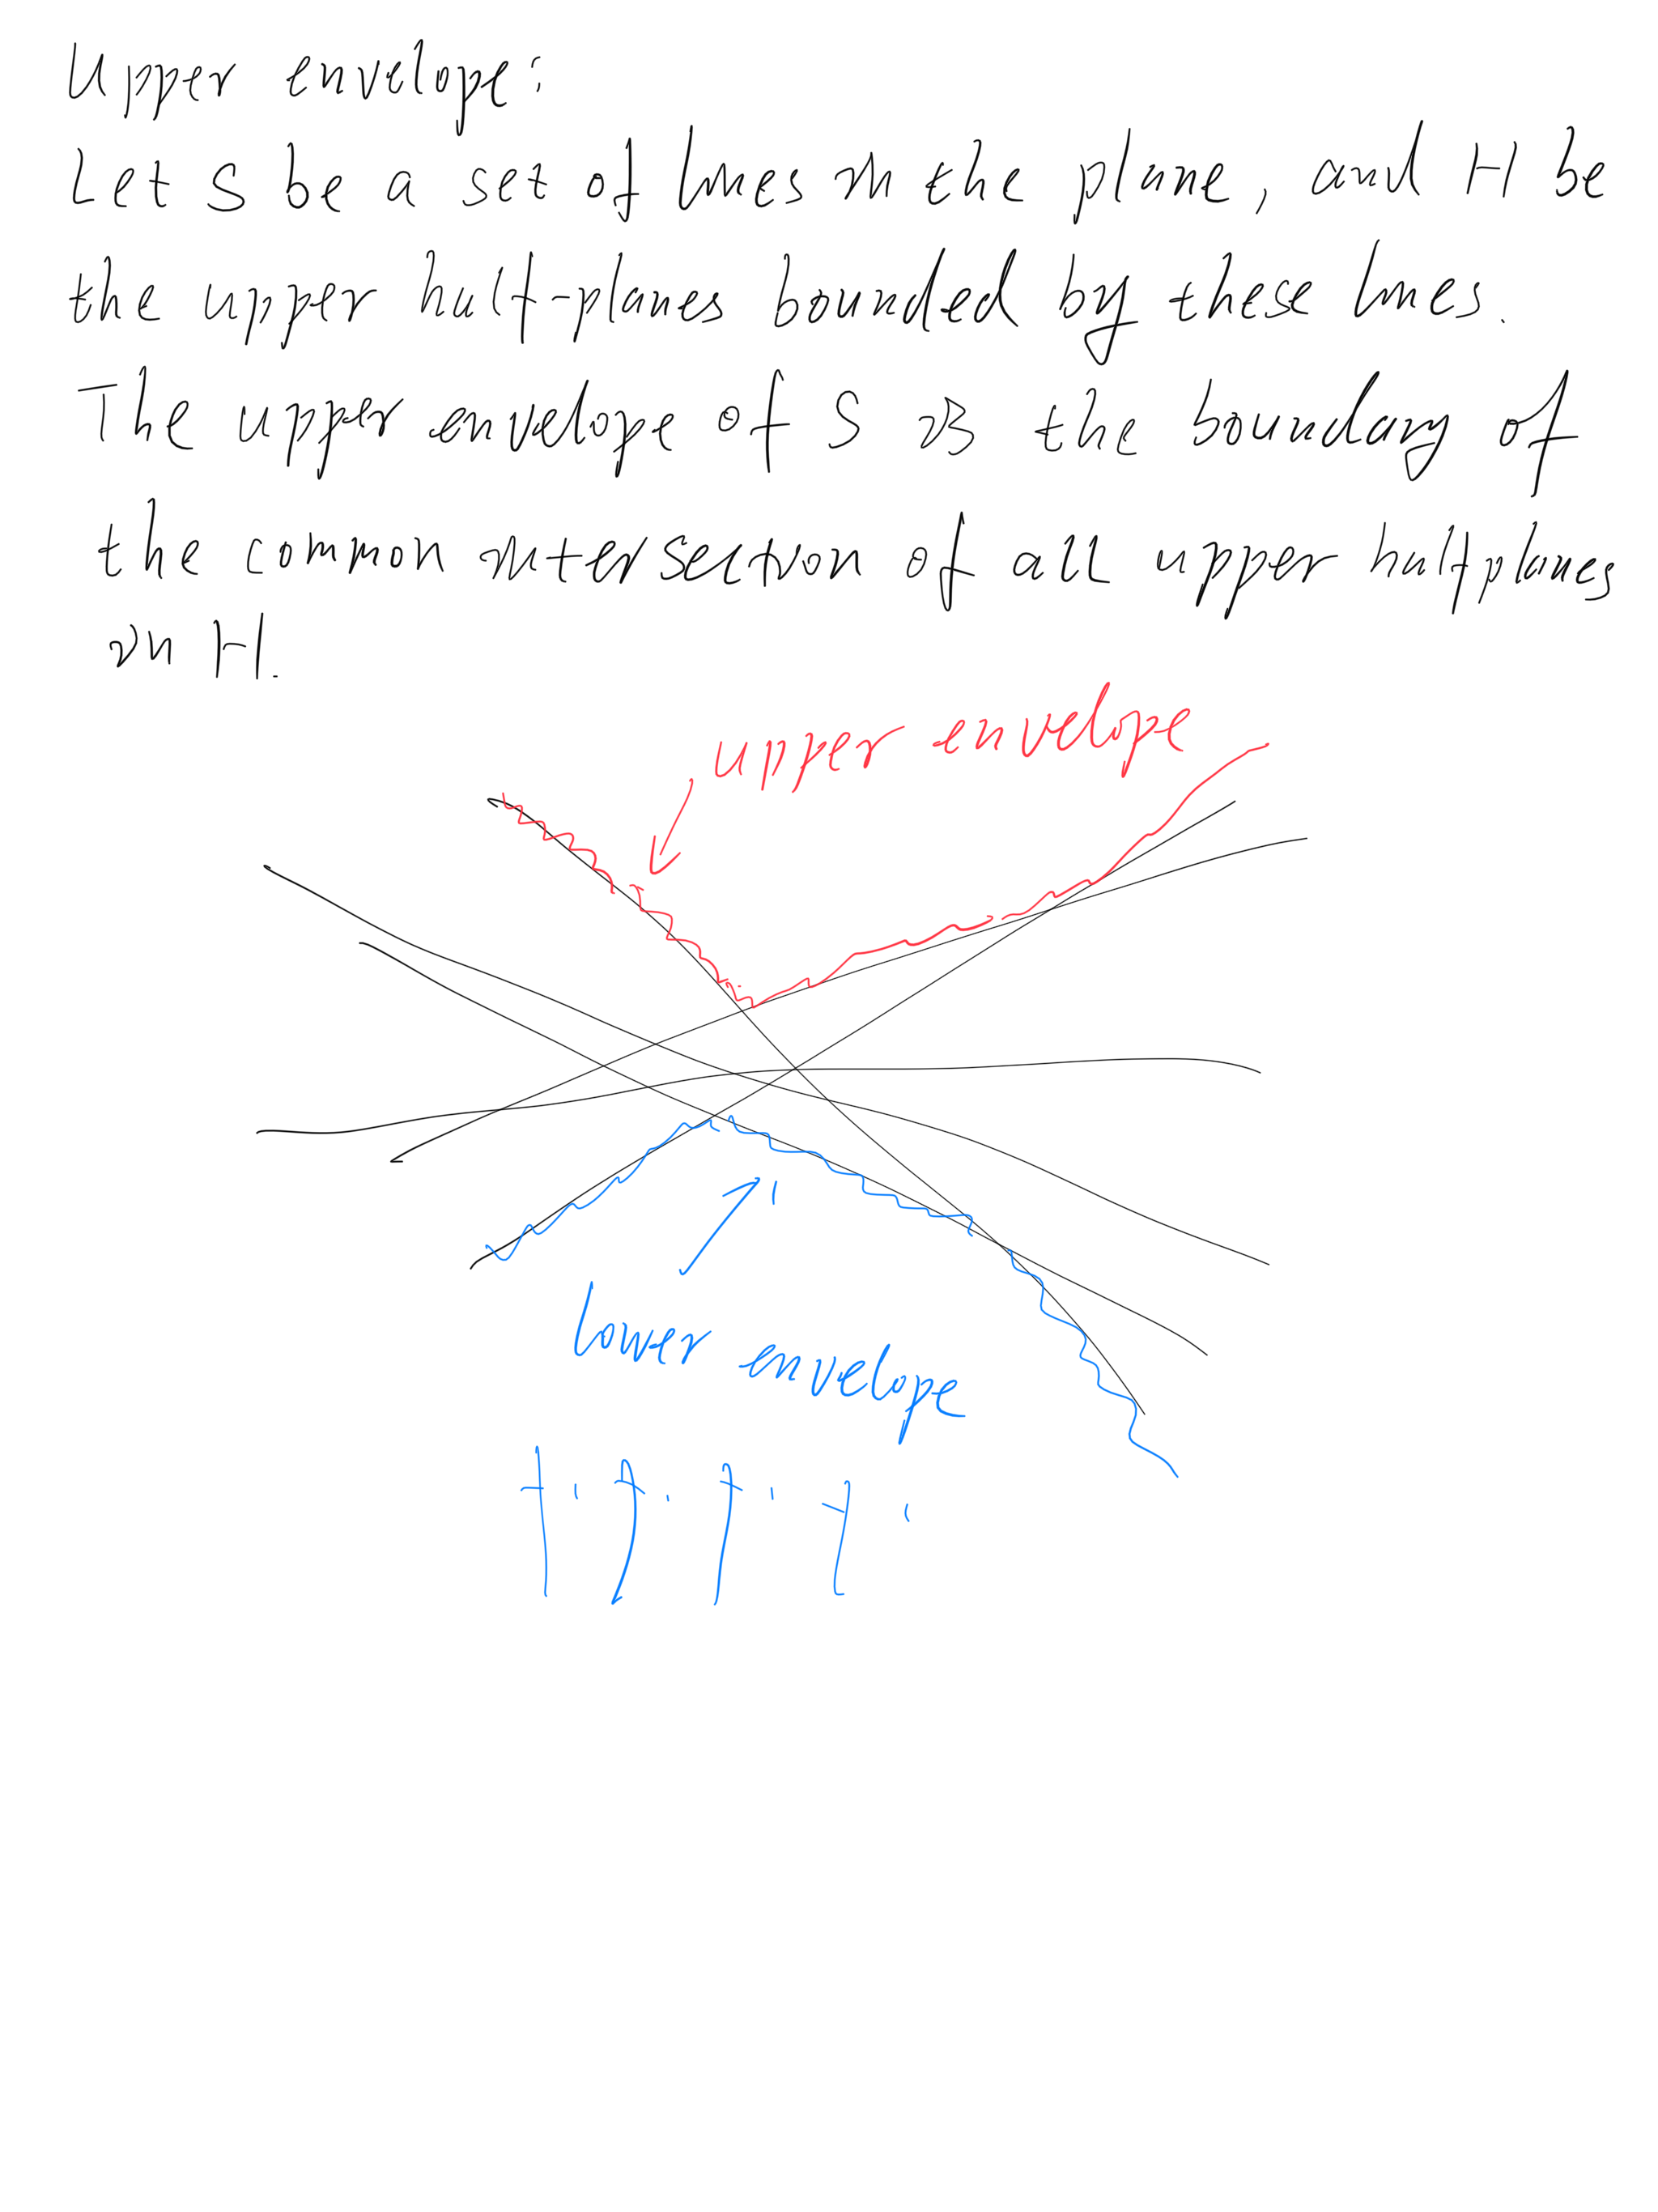 Upper envelope:
Let S be a set of lines in the plane, and H be
the upper half-planes bounded by these lines.
The upper envelope of S is the boundary of
the common intersection of all upper halfplanes
in H.
upper envelope
lower envelope